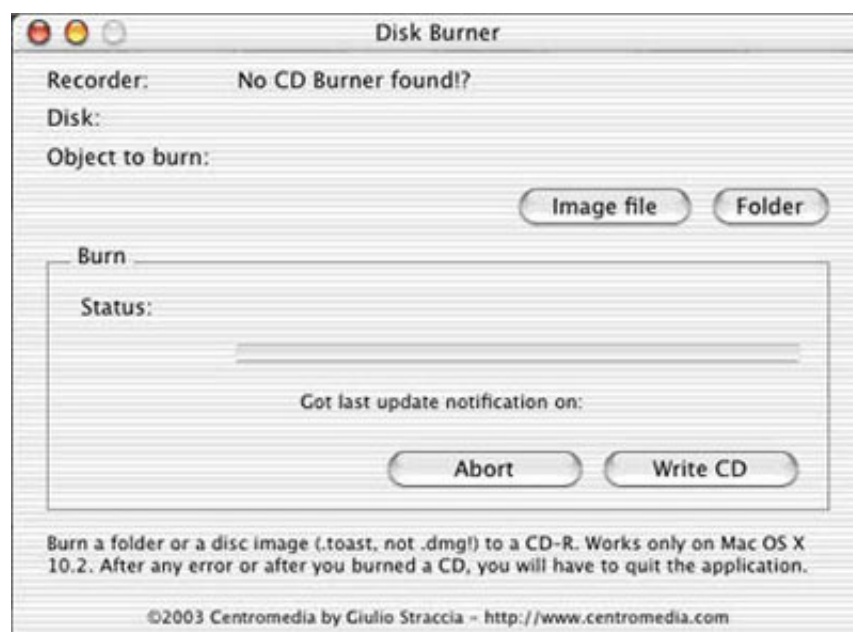 Disk Burner
Recorder: No CD Burner found!?
Disk:
Object to burn:
Image file Folder
Burn
Status:
Got last update notification on:
Abort Write CD
Burn a folder or a disc image (.toast, not .dmg!) to a CD-R. Works only on Mac OS X
10.2. After any error or after you burned a CD, you will have to quit the application.
©2003 Centromedia by Giulio Straccia – http://www.centromedia.com